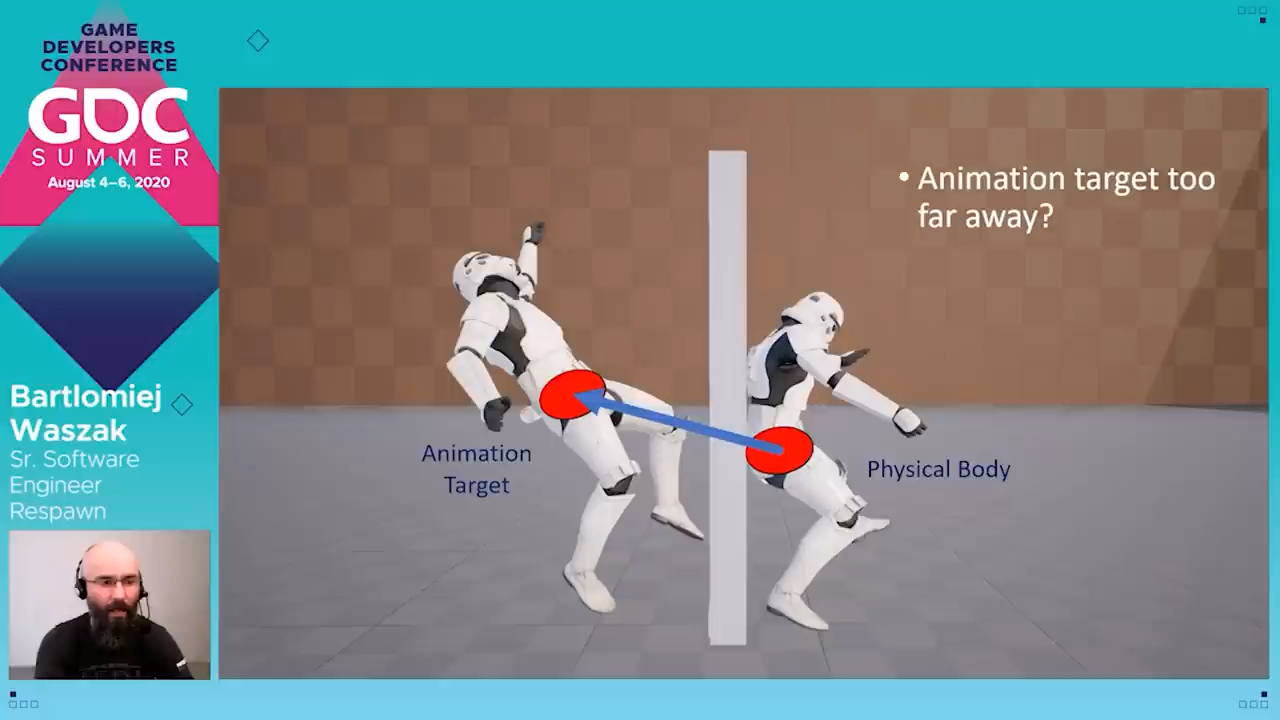 GAME
DEVELOPERS
CONFERENCE
GDC
SUMMER
August 4–6, 2020
• Animation target too
far away?
Animation
Target
Physical Body
Bartlomiej
Waszak
Sr. Software
Engineer
Respawn